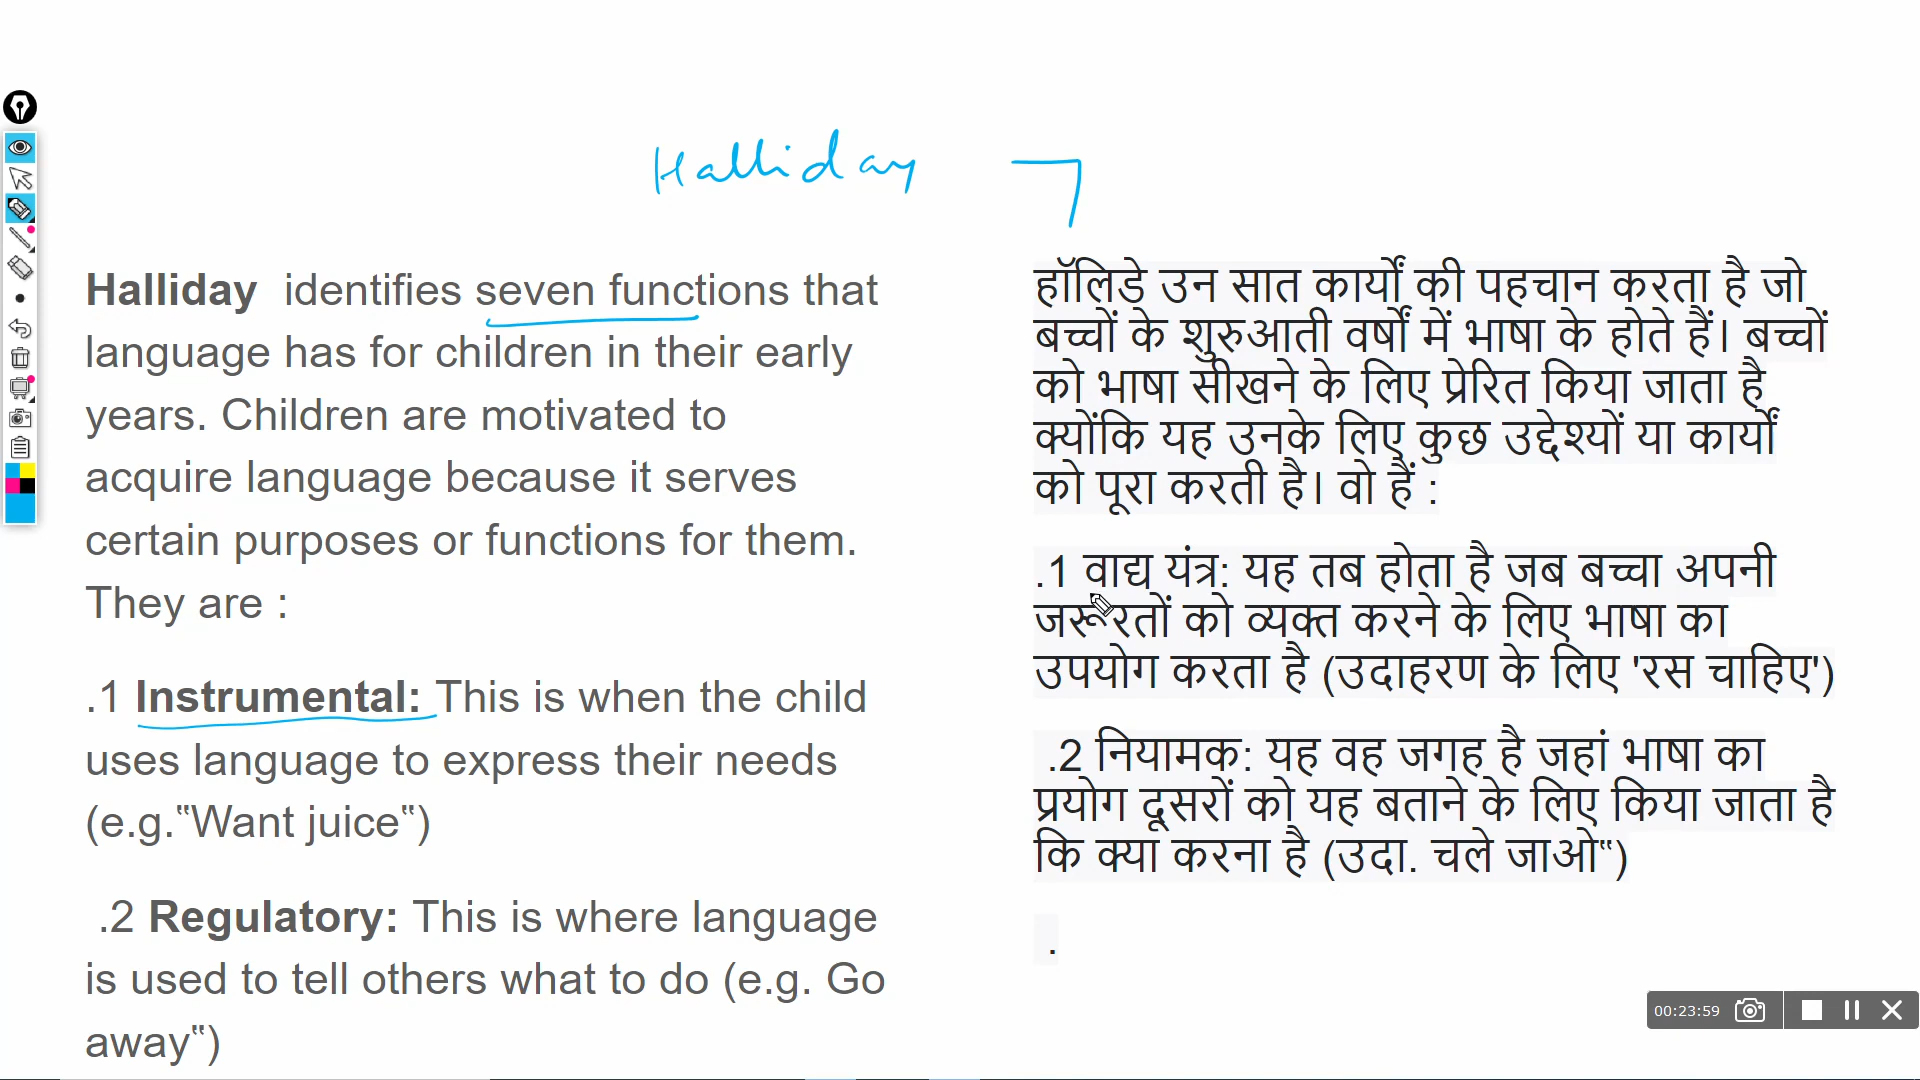 Halliday 7
Halliday identifies seven functions that
language has for children in their early
years. Children are motivated to
acquire language because it serves
certain purposes or functions for them.
They are :
.1 Instrumental: This is when the child
uses language to express their needs
(e.g.‟Want juice‟)
.2 Regulatory: This is where language
is used to tell others what to do (e.g. Go
away‟)
हॉलिडे उन सात कार्यों की पहचान करता है जो
बच्चों के शुरुआती वर्षों में भाषा के होते हैं। बच्चों
को भाषा सीखने के लिए प्रेरित किया जाता है
क्योंकि यह उनके लिए कुछ उद्देश्यों या कार्यों
को पूरा करती है। वो हैं :
.1 वाद्य यंत्र: यह तब होता है जब बच्चा अपनी
जरूरतों को व्यक्त करने के लिए भाषा का
उपयोग करता है (उदाहरण के लिए 'रस चाहिए')
.2 नियामक: यह वह जगह है जहां भाषा का
प्रयोग दूसरों को यह बताने के लिए किया जाता है
कि क्या करना है (उदा. चले जाओ‟)
.
00:23:59